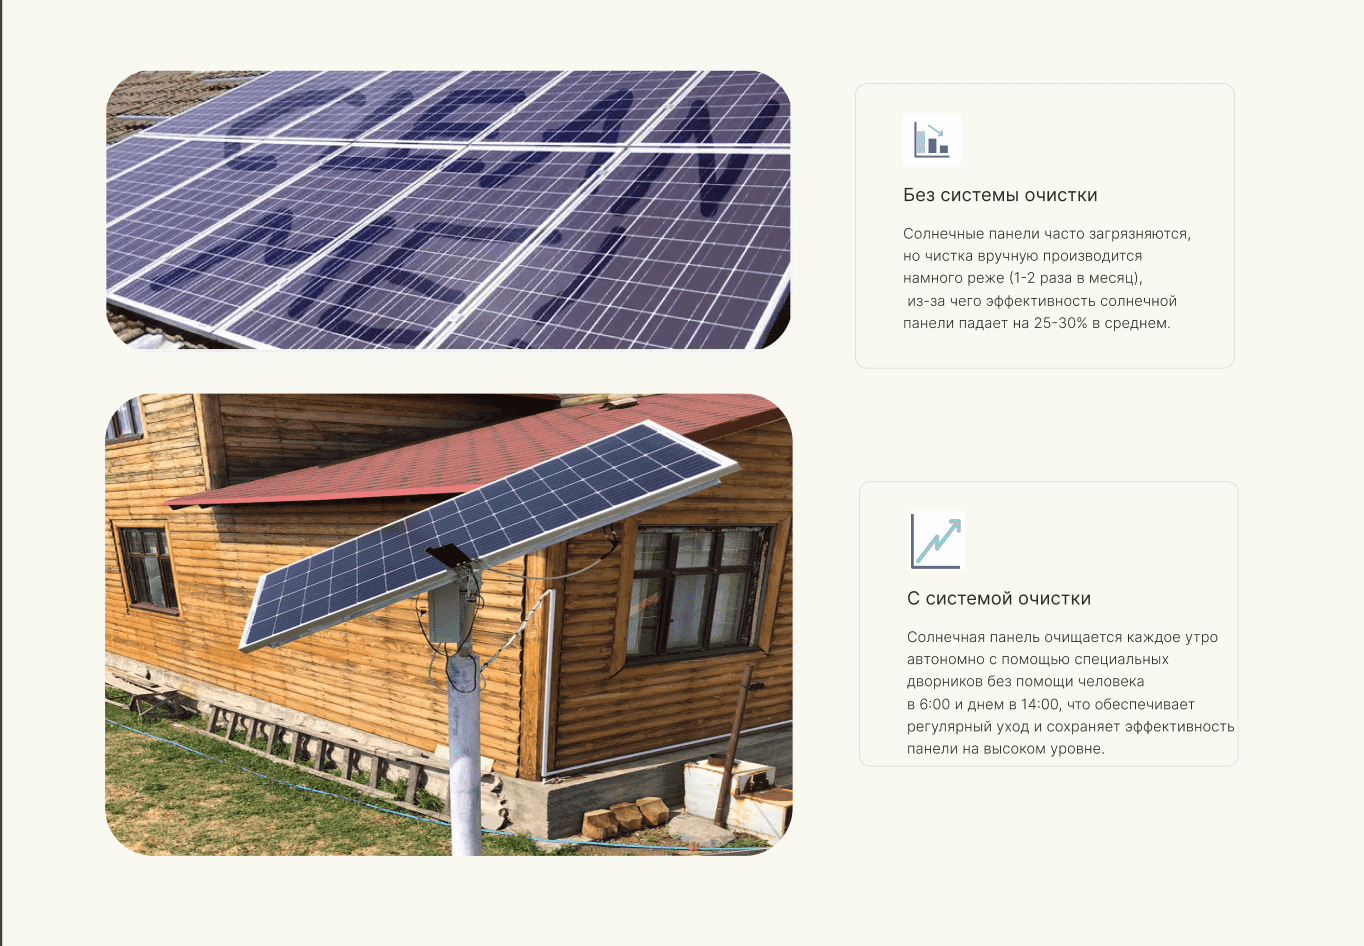 CLEAN
ME!
Без системы очистки
Солнечные панели часто загрязняются,
но чистка вручную производится
намного реже (1-2 раза в месяц),
из-за чего эффективность солнечной
панели падает на 25-30% в среднем.
С системой очистки
Солнечная панель очищается каждое утро
автономно с помощью специальных
дворников без помощи человека
в 6:00 и днем в 14:00, что обеспечивает
регулярный уход и сохраняет эффективность
панели на высоком уровне.